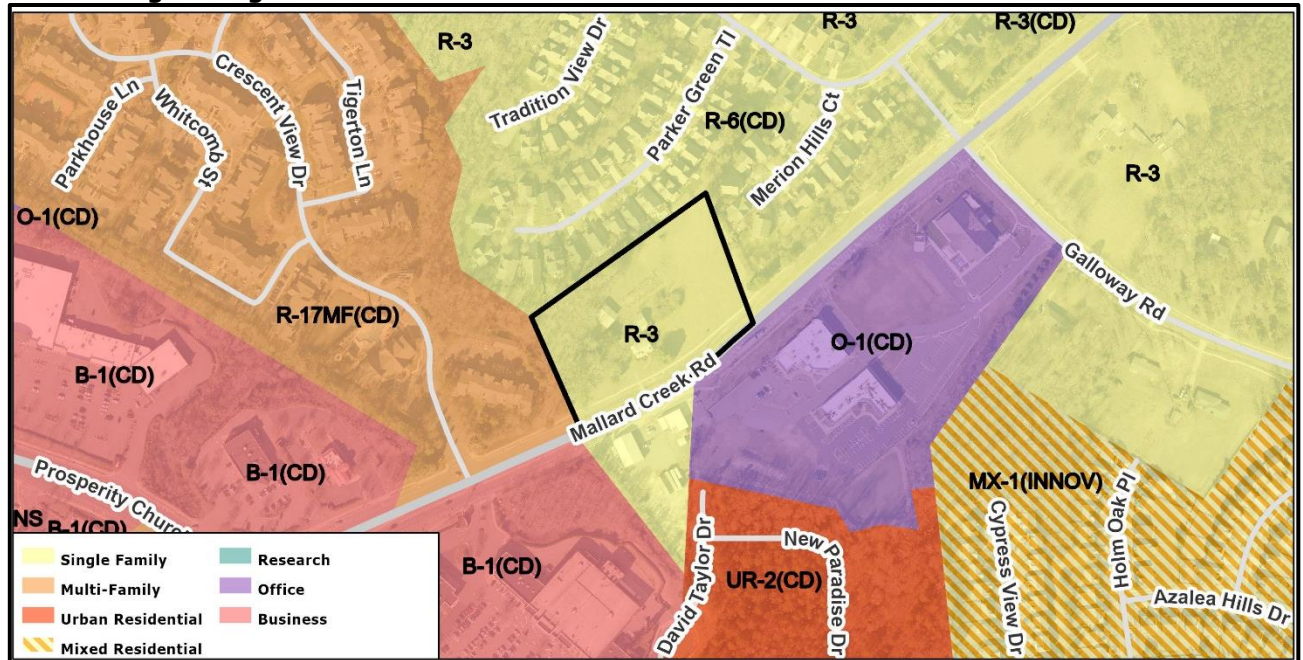 R-3
Tradition View Dr
R-3
R-3(CD)
Crescent View Dr
Tigerton Ln
Parkhouse Ln
Whitcomb St
Parker Green Tl
R-6(CD)
Merion Hills Ct
R-3
O-1(CD)
Galloway Rd
R-17MF(CD)
R-3
O-1(CD)
B-1(CD)
Mallard Creek Rd
B-1(CD)
Prosperity Church
MX-1(INNOV)
NS
B-1(CD)
B-1(CD)
David Taylor Dr
New Paradise Dr
UR-2(CD)
Cypress View Dr
Holm Oak Pl
Azalea Hills Dr
Single Family
Multi-Family
Urban Residential
Mixed Residential
Research
Office
Business